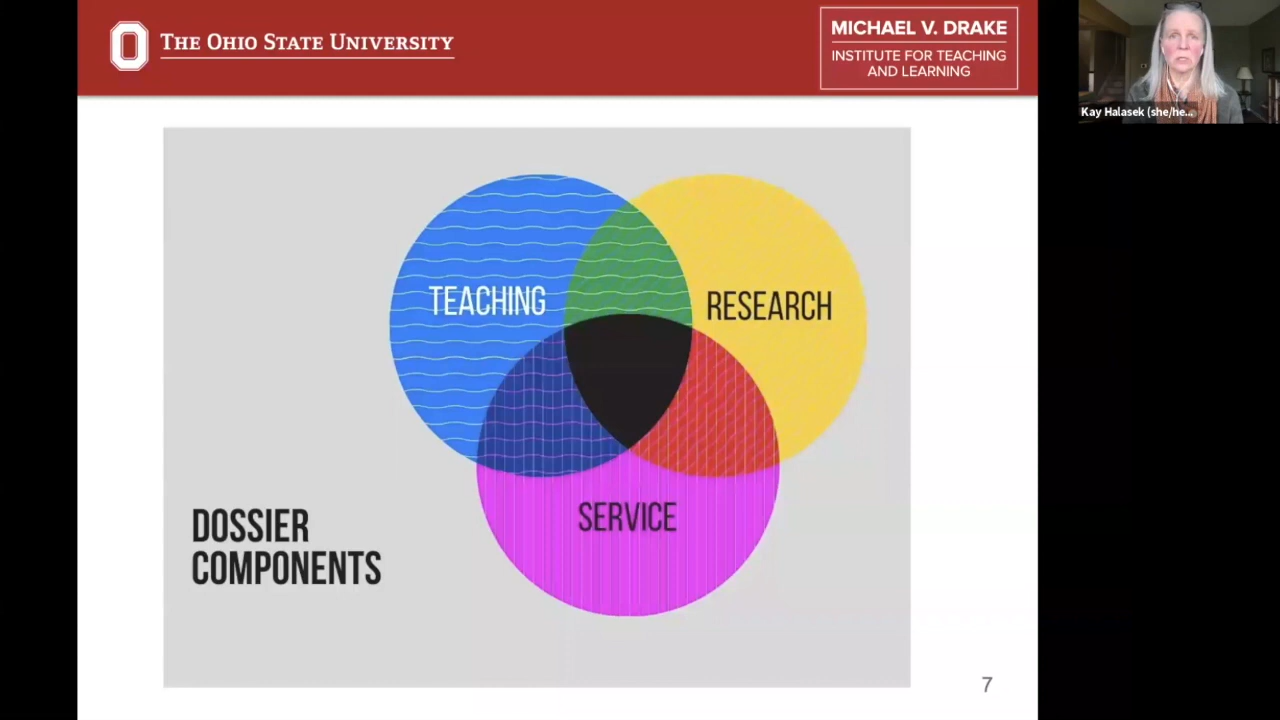 THE OHIO STATE UNIVERSITY
MICHAEL V. DRAKE
INSTITUTE FOR TEACHING
AND LEARNING
Kay Halasek (she/he...
TEACHING
RESEARCH
SERVICE
DOSSIER
COMPONENTS
7